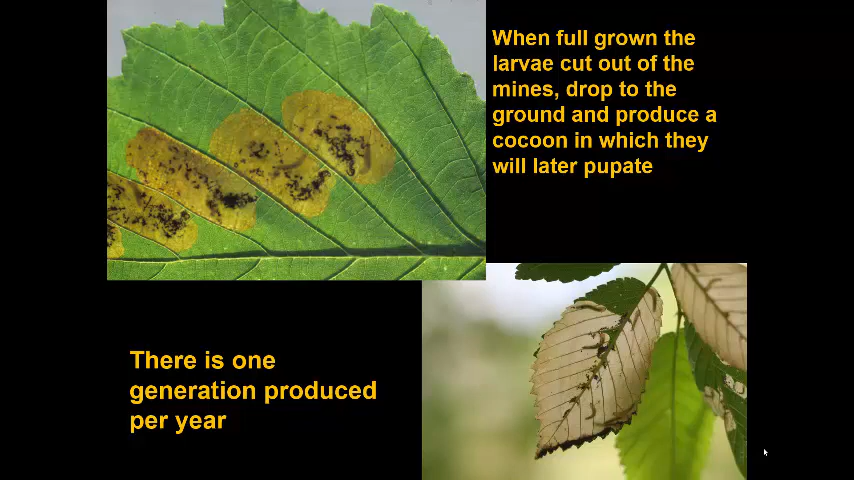 When full grown the
larvae cut out of the
mines, drop to the
ground and produce a
cocoon in which they
will later pupate
There is one
generation produced
per year